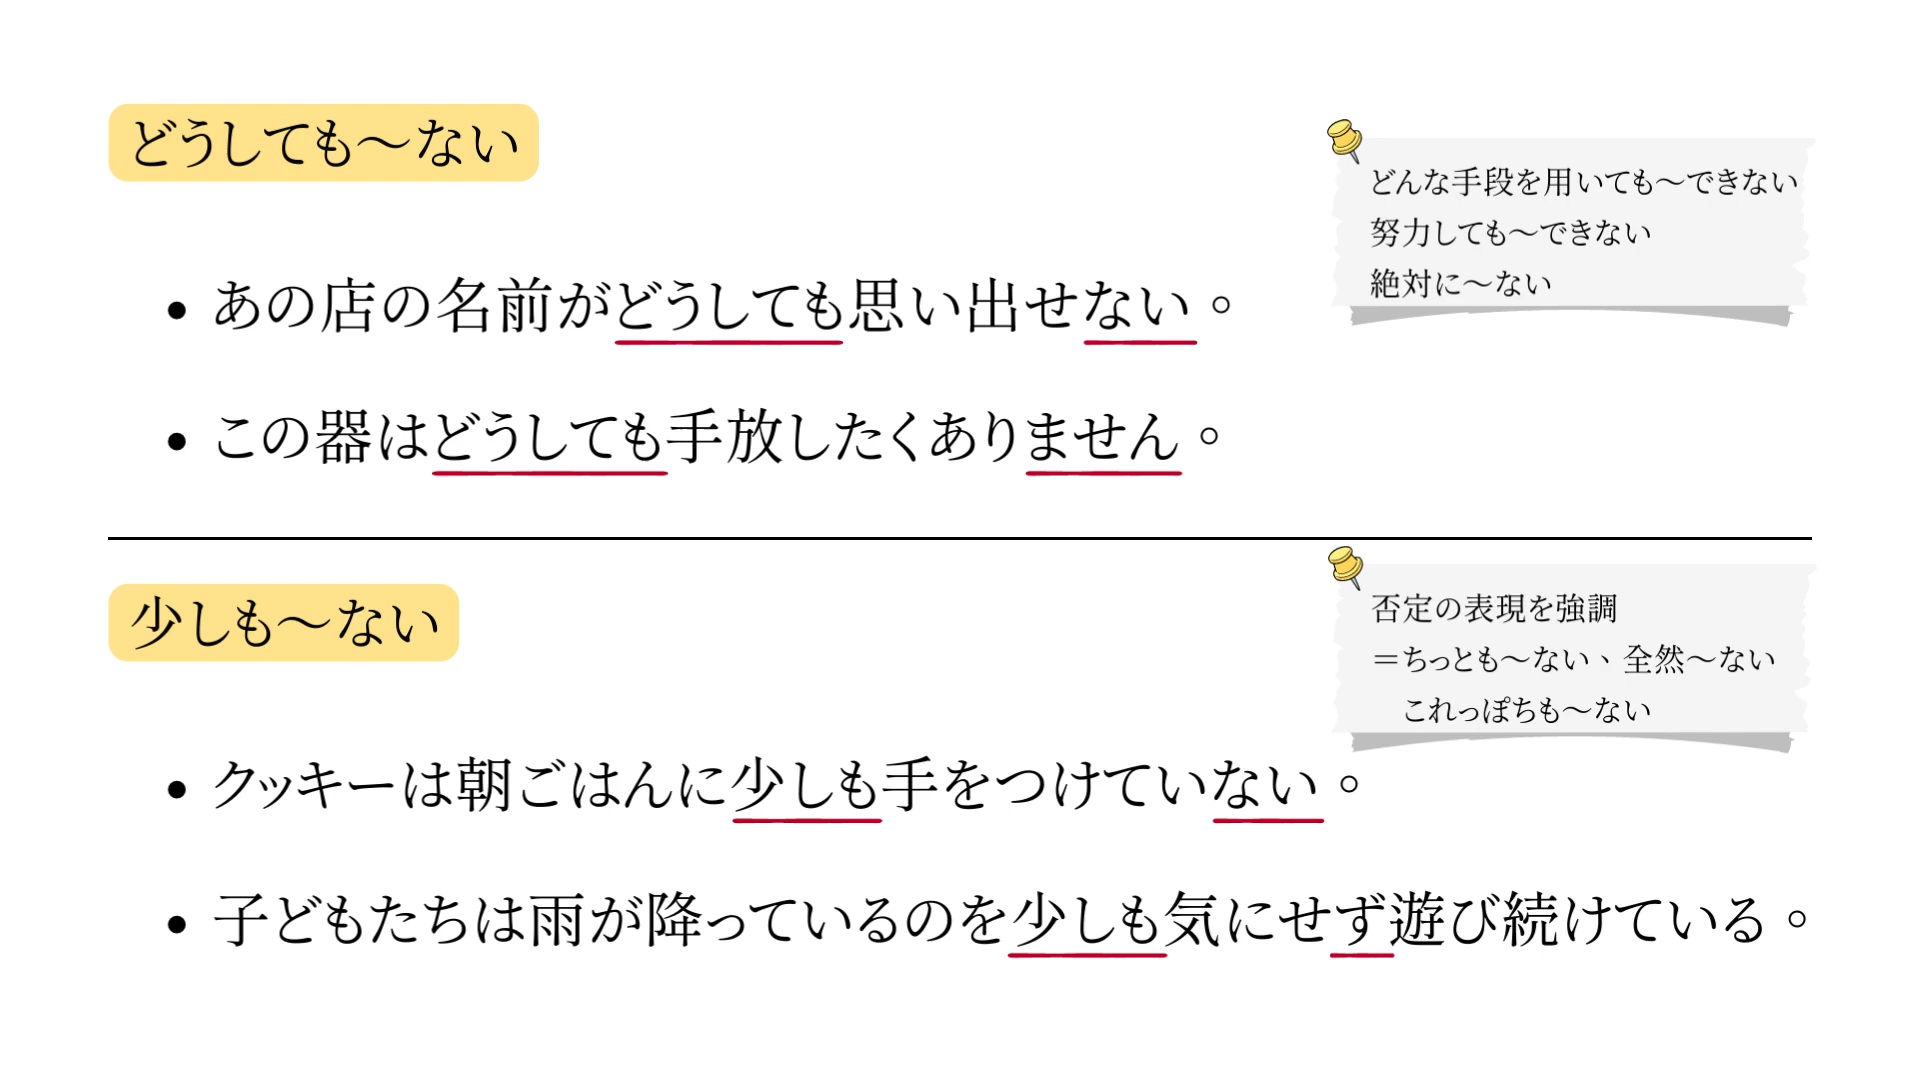 どうしても〜ない
どんな手段を用いても〜できない
努力しても〜できない
絶対に〜ない
• あの店の名前がどうしても思い出せない。
• この器はどうしても手放したくありません。
少しも〜ない
否定の表現を強調
＝ちっとも〜ない、全然〜ない
これっぽちも〜ない
• クッキーは朝ごはんに少しも手をつけていない。
• 子どもたちは雨が降っているのを少しも気にせず遊び続けている。